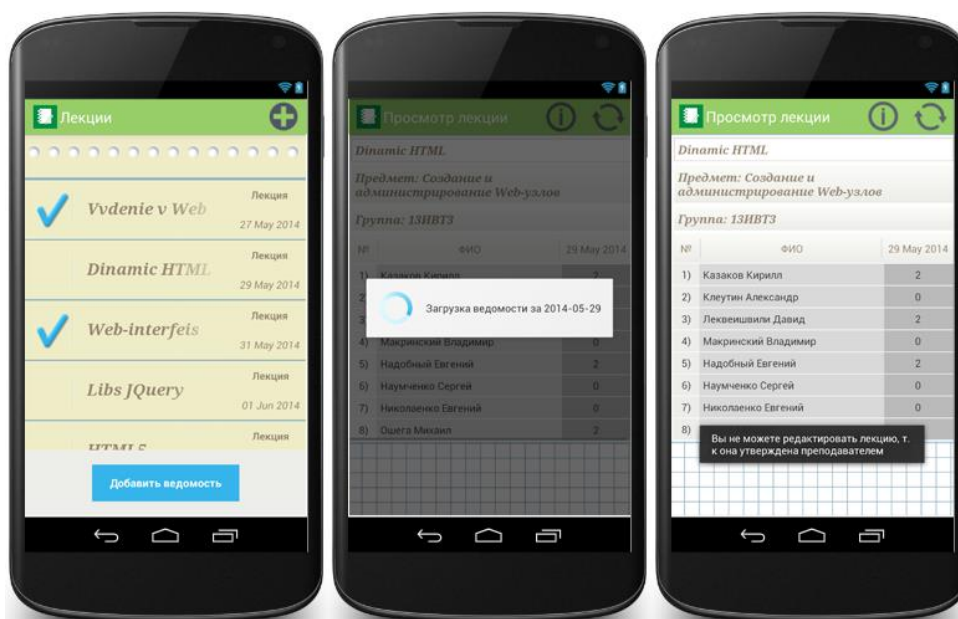 Лекции
Vvdenie v Web
Лекция
27 May 2014
Dinamic HTML
Лекция
29 May 2014
Web-interfeis
Лекция
31 May 2014
Libs JQuery
Лекция
01 Jun 2014
HTML5
Лекция
Добавить ведомость
Просмотр лекции
Dinamic HTML
Предмет: Создание и
администрирование Web-узлов
Группа: 13ИВТ3
№ ФИО 29 May 2014
1) Казаков Кирилл 2
Загрузка ведомости за 2014-05-29
4) Макринский Владимир 0
5) Надобный Евгений 2
6) Наумченко Сергей 0
7) Николаенко Евгений 0
8) Ошега Михаил 2
Просмотр лекции
Dinamic HTML
Предмет: Создание и
администрирование Web-узлов
Группа: 13ИВТ3
№ ФИО 29 May 2014
1) Казаков Кирилл 2
2) Клеутин Александр 0
3) Леквеишвили Давид 2
4) Макринский Владимир 0
5) Надобный Евгений 2
6) Наумченко Сергей 0
7) Николаенко Евгений 0
8)
Вы не можете редактировать лекцию, т.
к она утверждена преподавателем